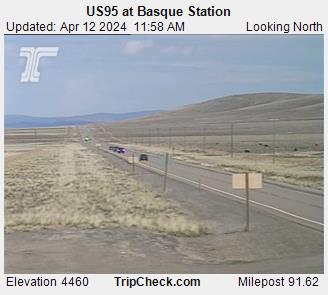 US95 at Basque Station
Updated: Apr 12 2024 11:58 AM Looking North
Elevation 4460 TripCheck.com Milepost 91.62